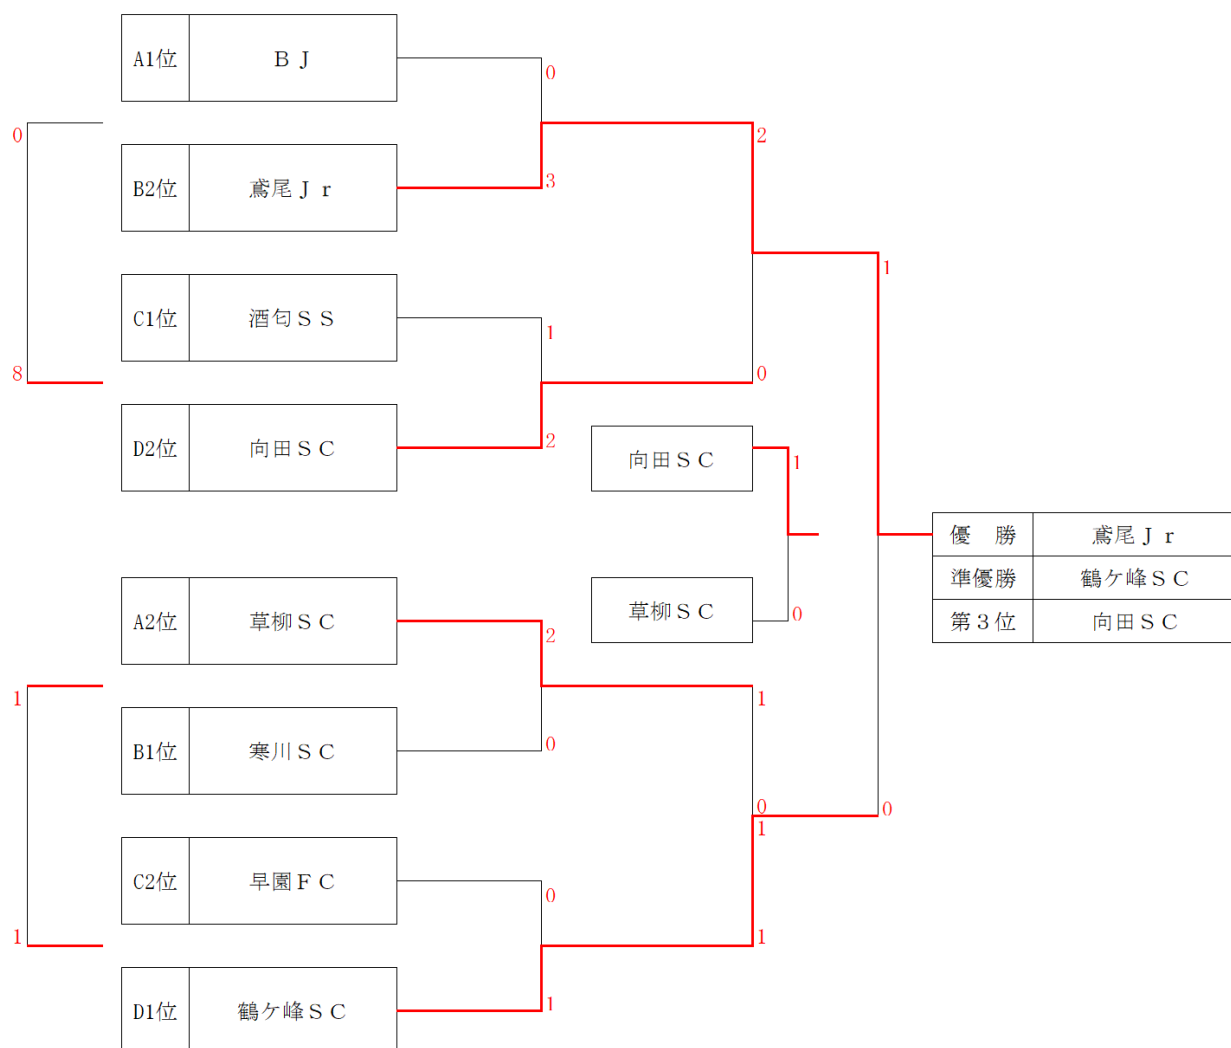 A1位 ＢＪ
0
0
2
B2位 鳶尾Ｊｒ
3
1
C1位 酒匂ＳＳ
1
8
0
D2位 向田ＳＣ
2
向田ＳＣ
1
優　勝 鳶尾Ｊｒ
準優勝 鶴ケ峰ＳＣ
第３位 向田ＳＣ
A2位 草柳ＳＣ
2
草柳ＳＣ
0
1
1
B1位 寒川ＳＣ
0
0
1
0
C2位 早園ＦＣ
0
1
1
D1位 鶴ケ峰ＳＣ
1